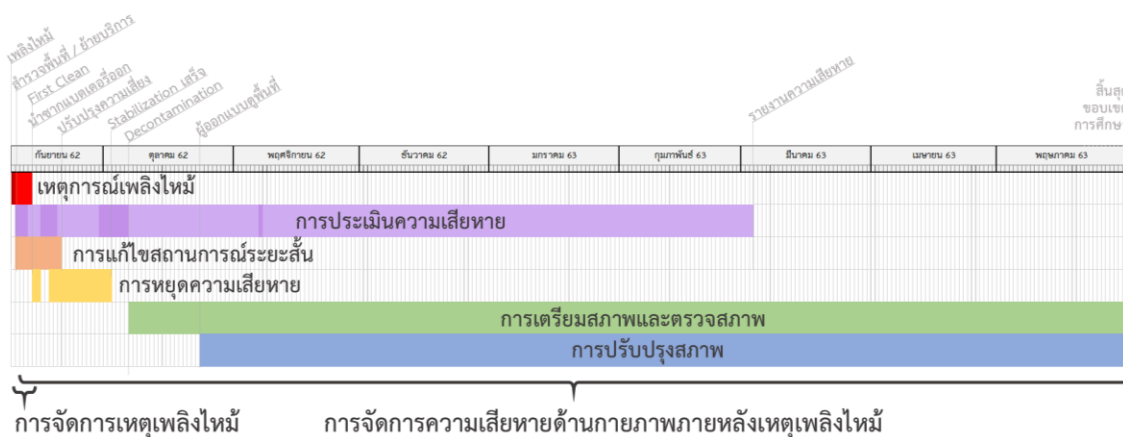 เพลิงไหม้
สำรวจพื้นที่ / ย้ายบริการ
First Clean
นำซากแบตเตอรี่ออก
ปรับปรุงความเสี่ยง
Stabilization เสร็จ
Decontamination
ผู้ออกแบบดูพื้นที่
รายงานความเสียหาย
สิ้นสุด
ขอบเขต
การศึกษา
กันยายน 62 ตุลาคม 62 พฤศจิกายน 62 ธันวาคม 62 มกราคม 63 กุมภาพันธ์ 63 มีนาคม 63 เมษายน 63 พฤษภาคม 63
เหตุการณ์เพลิงไหม้
การประเมินความเสียหาย
การแก้ไขสถานการณ์ระยะสั้น
การหยุดความเสียหาย
การเตรียมสภาพและตรวจสภาพ
การปรับปรุงสภาพ
การจัดการเหตุเพลิงไหม้ การจัดการความเสียหายด้านกายภาพภายหลังเหตุเพลิงไหม้